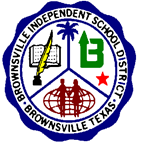 BROWNSVILLE INDEPENDENT SCHOOL DISTRICT
BROWNSVILLE TEXAS
B